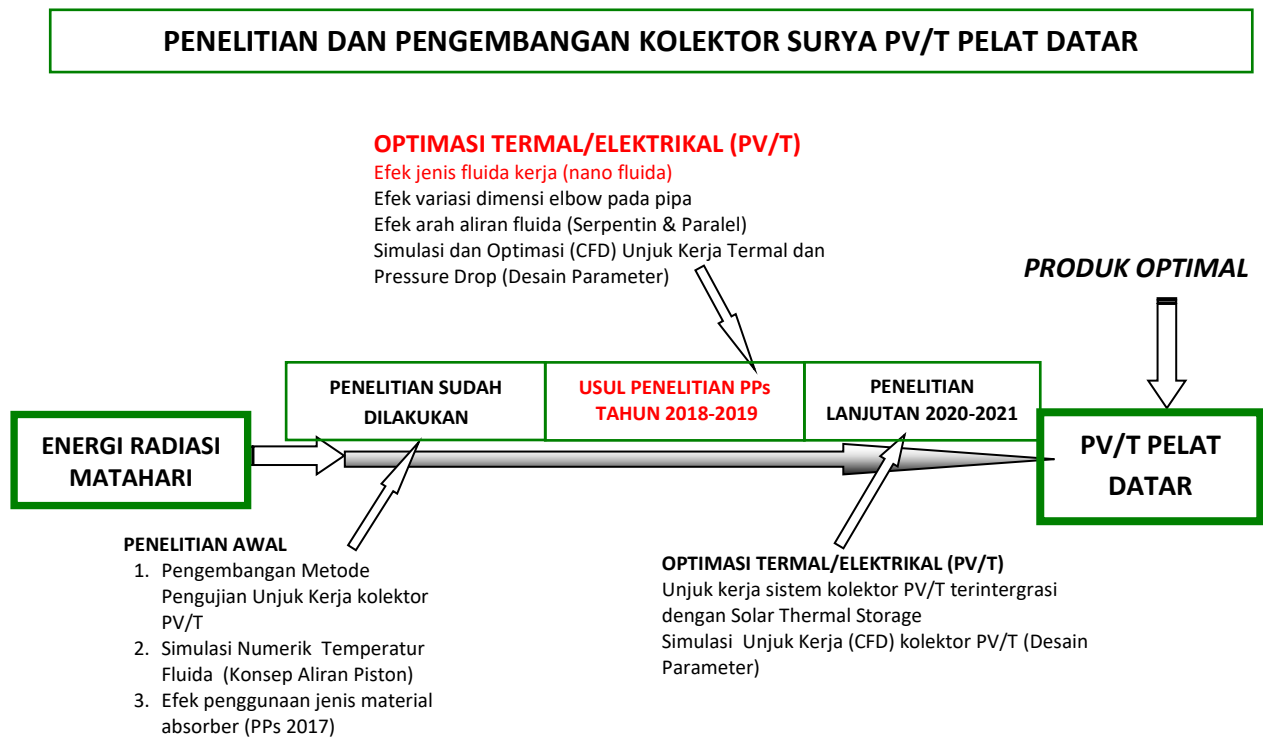 PENELITIAN DAN PENGEMBANGAN KOLEKTOR SURYA PV/T PELAT DATAR
OPTIMASI TERMAL/ELEKTRIKAL (PV/T)
Efek jenis fluida kerja (nano fluida)
Efek variasi dimensi elbow pada pipa
Efek arah aliran fluida (Serpentin & Paralel)
Simulasi dan Optimasi (CFD) Unjuk Kerja Termal dan
Pressure Drop (Desain Parameter)
PRODUK OPTIMAL
PENELITIAN SUDAH
DILAKUKAN
USUL PENELITIAN PPs
TAHUN 2018-2019
PENELITIAN
LANJUTAN 2020-2021
ENERGI RADIASI
MATAHARI
PV/T PELAT
DATAR
PENELITIAN AWAL
1. Pengembangan Metode
Pengujian Unjuk Kerja kolektor
PV/T
2. Simulasi Numerik Temperatur
Fluida (Konsep Aliran Piston)
3. Efek penggunaan jenis material
absorber (PPs 2017)
OPTIMASI TERMAL/ELEKTRIKAL (PV/T)
Unjuk kerja sistem kolektor PV/T terintergrasi
dengan Solar Thermal Storage
Simulasi Unjuk Kerja (CFD) kolektor PV/T (Desain
Parameter)